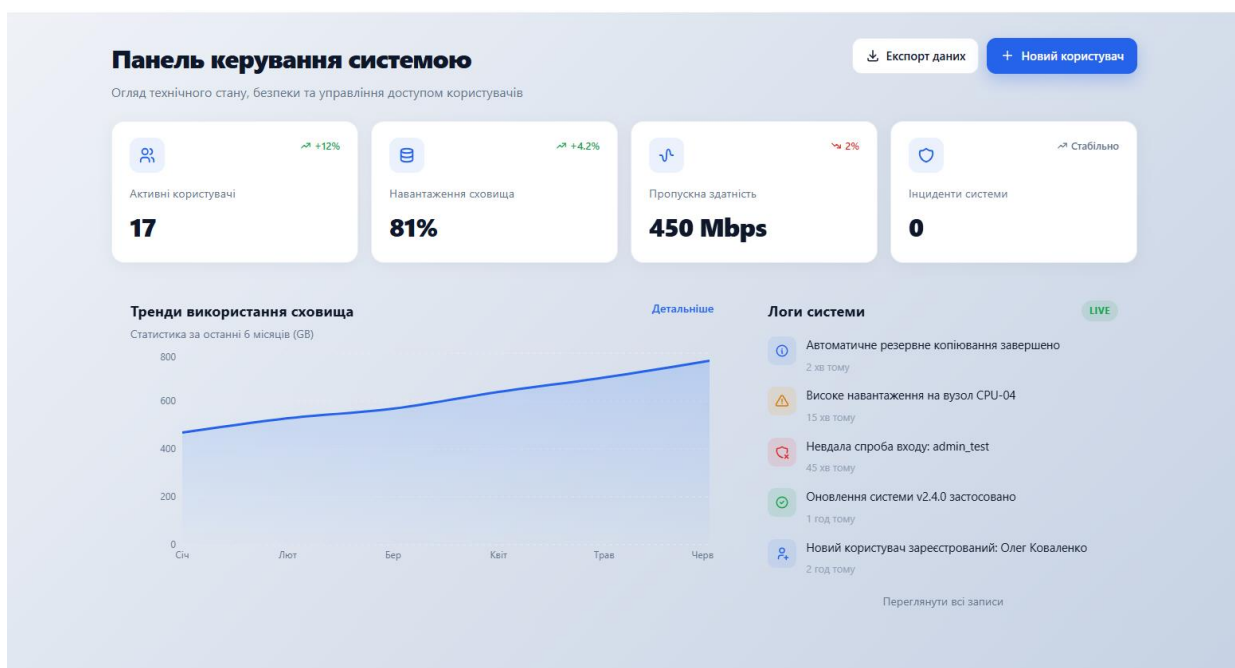 Панель керування системою
Експорт даних
Новий користувач
Огляд технічного стану, безпеки та управління доступом користувачів
+12%
Активні користувачі
17
+4.2%
Навантаження сховища
81%
2%
Пропускна здатність
450 Mbps
Стабільно
Інциденти системи
0
Тренди використання сховища
Детальніше
Статистика за останні 6 місяців (GB)
800
600
400
200
0
Січ
Лют
Бер
Квіт
Трав
Черв
Логи системи
LIVE
Автоматичне резервне копіювання завершено
2 хв тому
Високе навантаження на вузол CPU-04
15 хв тому
Невдала спроба входу: admin_test
45 хв тому
Оновлення системи v2.4.0 застосовано
1 год тому
Новий користувач зареєстрований: Олег Коваленко
2 год тому
Переглянути всі записи